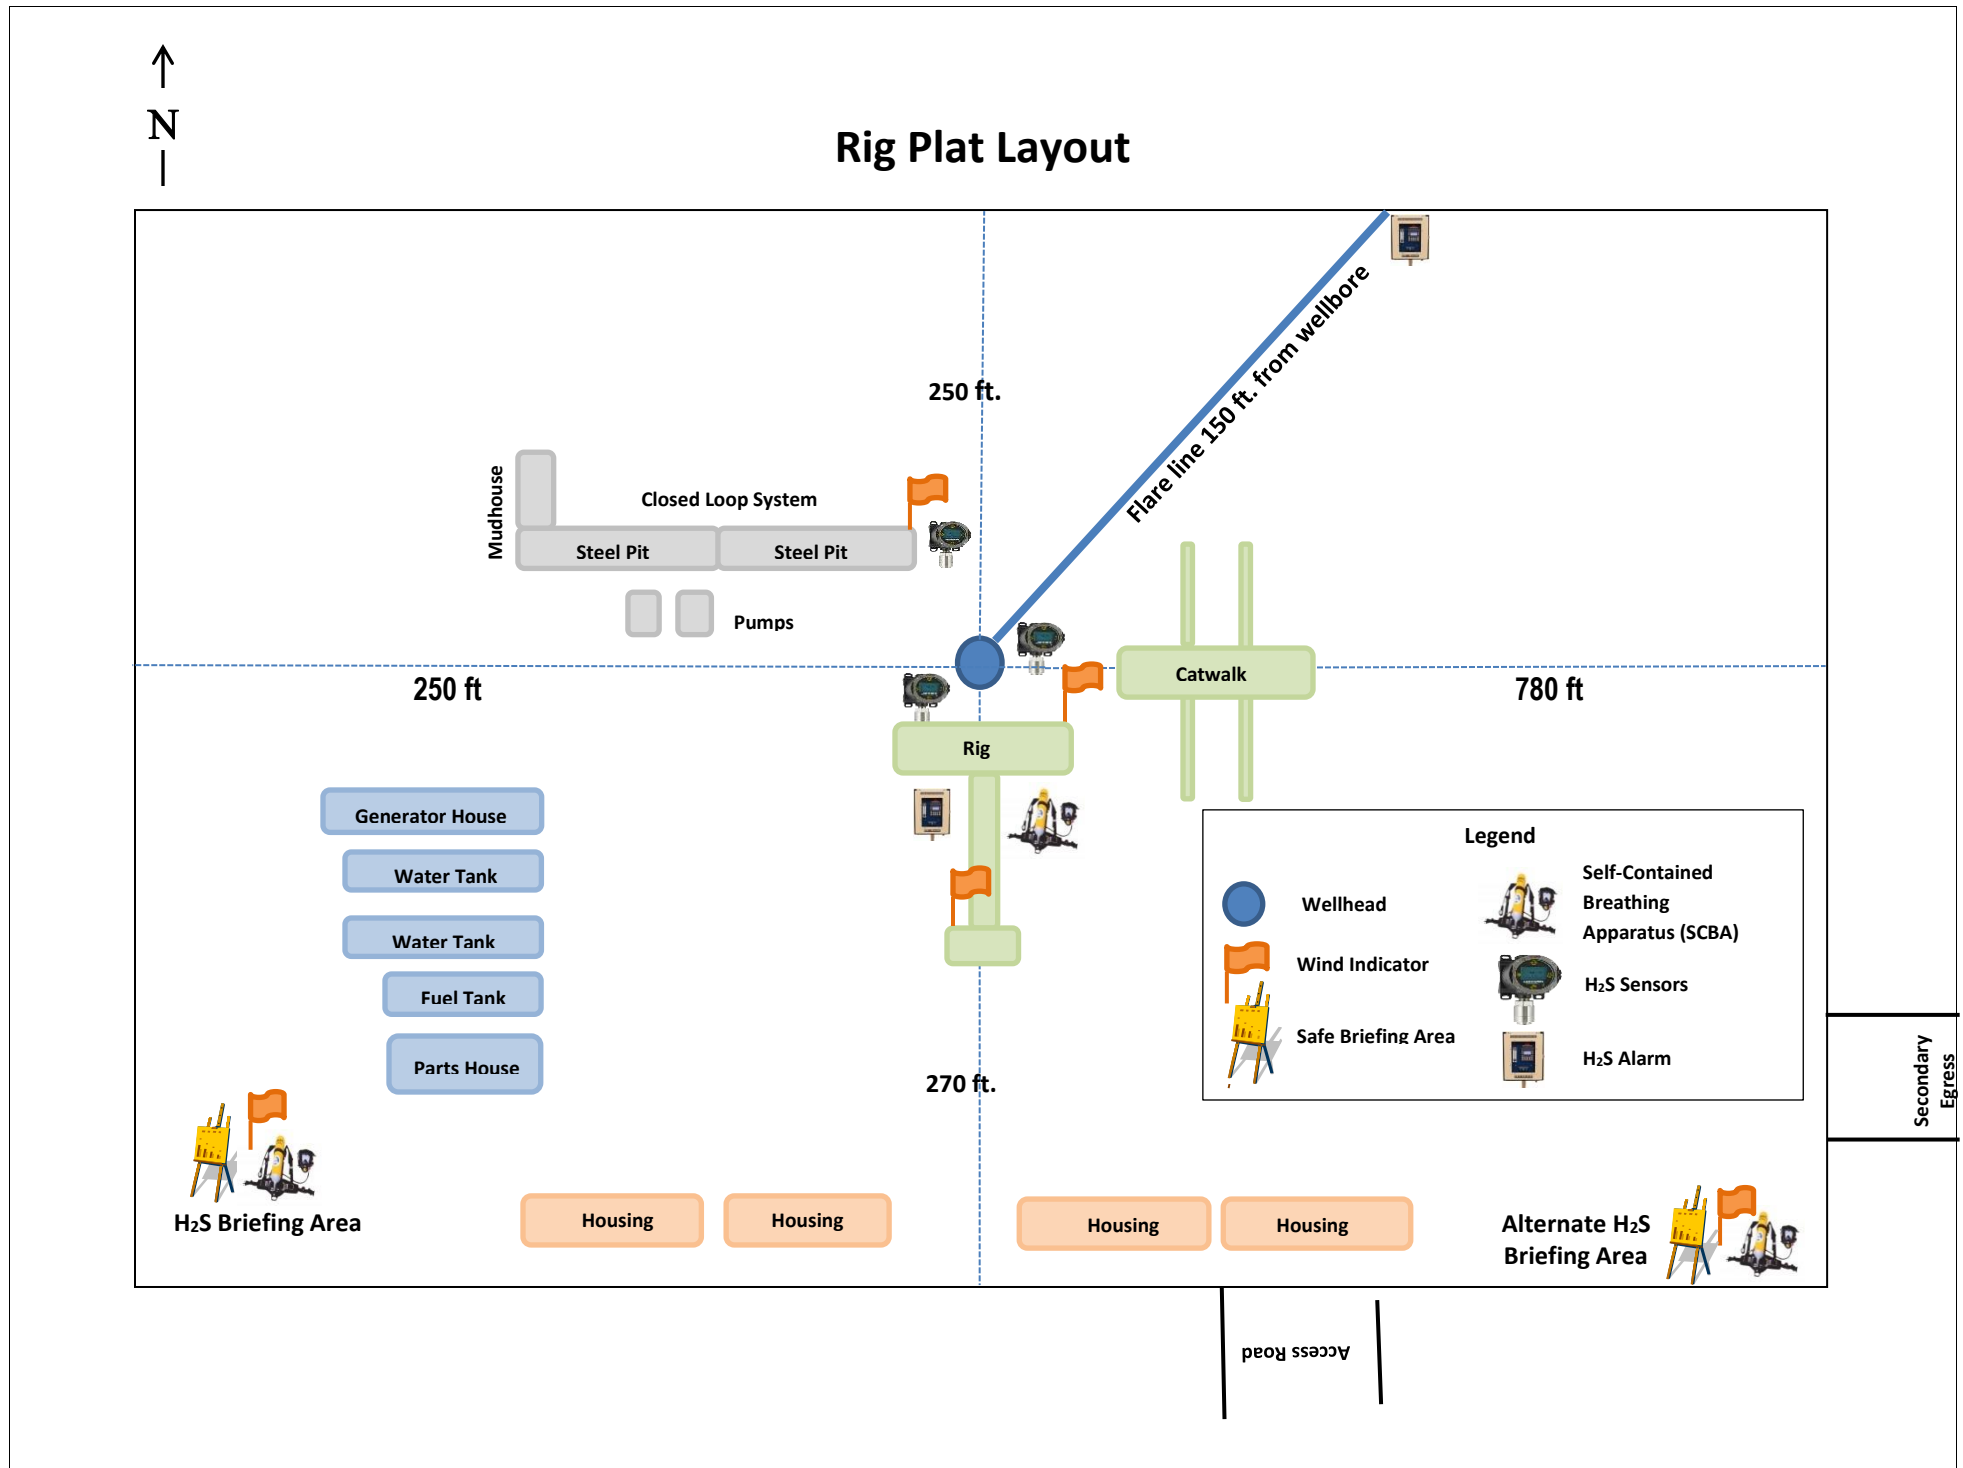 N
Rig Plat Layout
Flare line 150 ft. from wellbore
250 ft.
Mudhouse
Closed Loop System
Steel Pit
Steel Pit
Pumps
250 ft
Catwalk
780 ft
Rig
Generator House
Water Tank
Water Tank
Fuel Tank
Parts House
Legend
Wellhead
Wind Indicator
Safe Briefing Area
Self-Contained
Breathing
Apparatus (SCBA)
H₂S Sensors
H₂S Alarm
270 ft.
Secondary
Egress
H₂S Briefing Area
Housing
Housing
Housing
Housing
Alternate H₂S
Briefing Area
Access Road